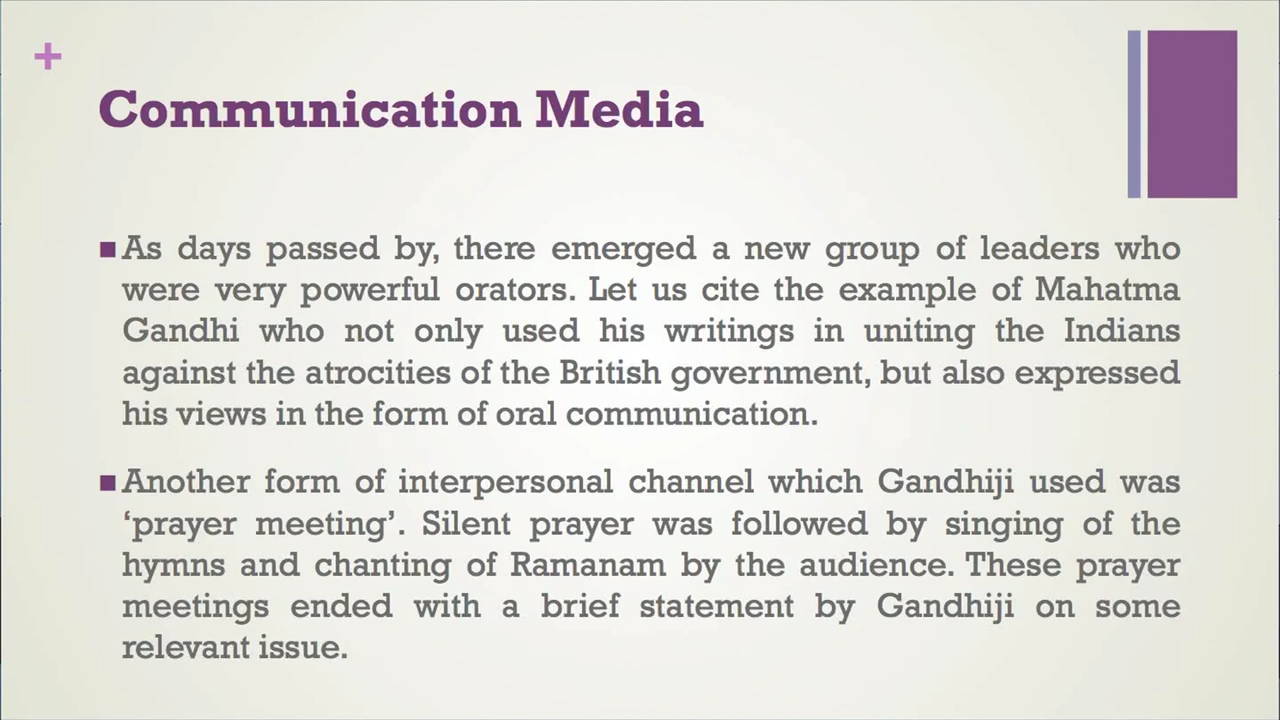 +
Communication Media
■As days passed by, there emerged a new group of leaders who
were very powerful orators. Let us cite the example of Mahatma
Gandhi who not only used his writings in uniting the Indians
against the atrocities of the British government, but also expressed
his views in the form of oral communication.
■Another form of interpersonal channel which Gandhiji used was
‘prayer meeting’. Silent prayer was followed by singing of the
hymns and chanting of Ramanam by the audience. These prayer
meetings ended with a brief statement by Gandhiji on some
relevant issue.